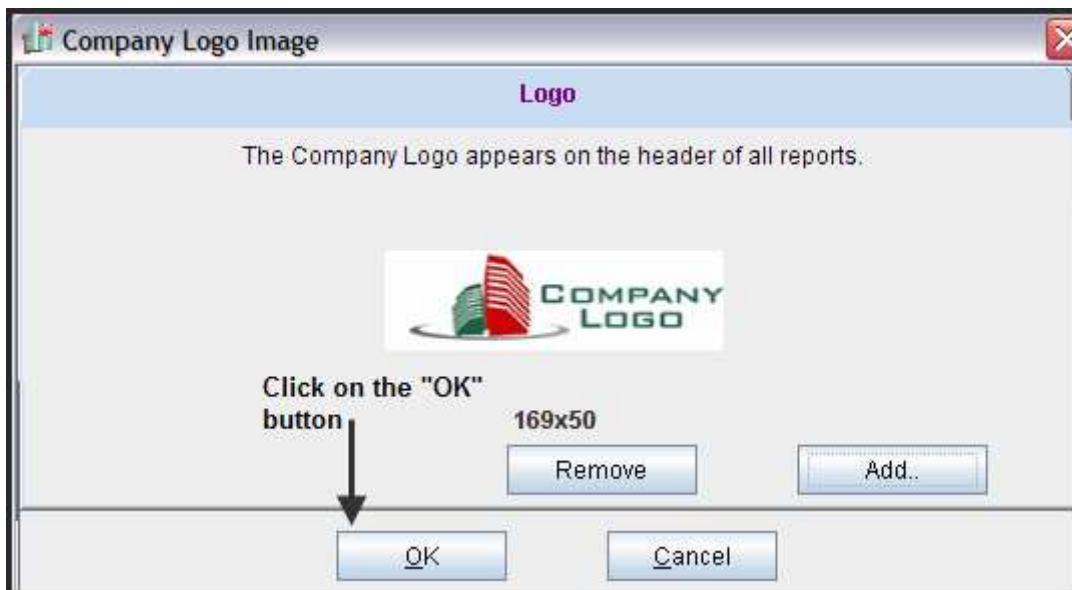 Company Logo Image
Logo
The Company Logo appears on the header of all reports.
COMPANY
LOGO
Click on the "OK"
button
169x50
Remove
Add..
OK
Cancel